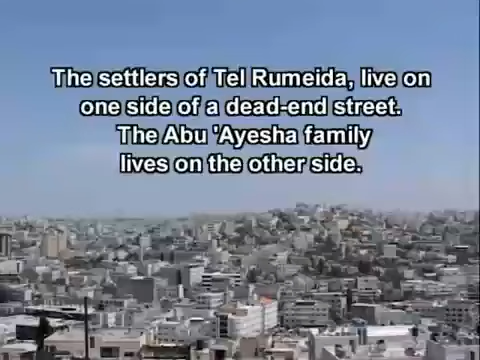 The settlers of Tel Rumeida, live on
one side of a dead-end street.
The Abu 'Ayesha family
lives on the other side.